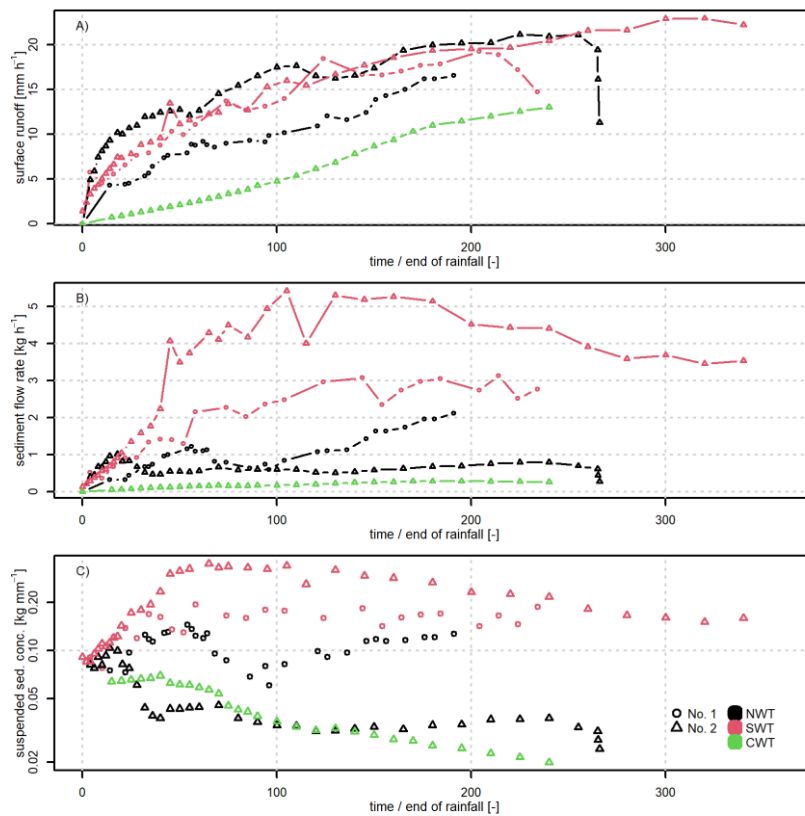 A)
surface runoff [mm h⁻¹]
20
15
10
5
0
0 100 200 300
time / end of rainfall [-]
B)
sediment flow rate [kg h⁻¹]
5
4
3
2
1
0
0 100 200 300
time / end of rainfall [-]
C)
suspended sed. conc. [kg mm⁻¹]
0.20
0.10
0.05
0.02
No. 1 NWT
No. 2 SWT
CWT
0 100 200 300
time / end of rainfall [-]